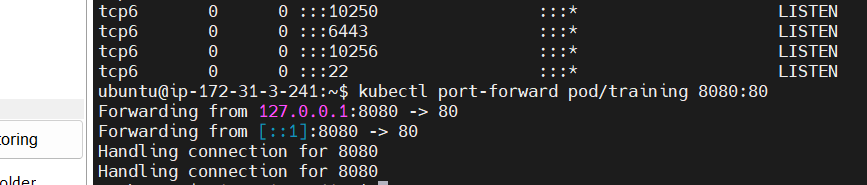 tcp6 0 0 :::10250 :::* LISTEN
tcp6 0 0 :::6443 :::* LISTEN
tcp6 0 0 :::10256 :::* LISTEN
tcp6 0 0 :::22 :::* LISTEN
ubuntu@ip-172-31-3-241:~$ kubectl port-forward pod/training 8080:80
Forwarding from 127.0.0.1:8080 -> 80
Forwarding from [::1]:8080 -> 80
toring
Handling connection for 8080
Handling connection for 8080
older